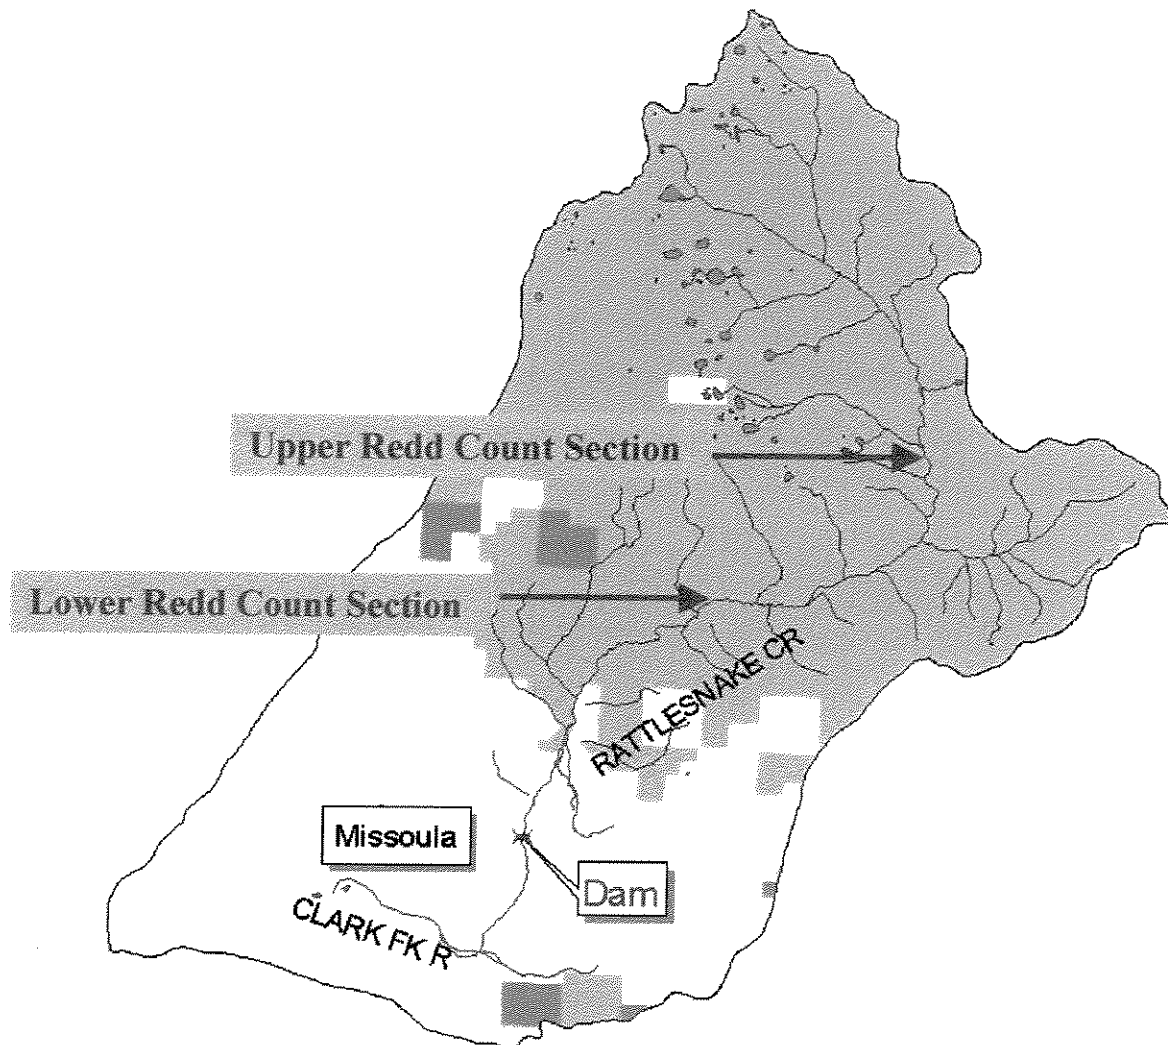 Upper Redd Count Section
Lower Redd Count Section
RATTLESNAKE CR
Missoula
Dam
CLARK FK R